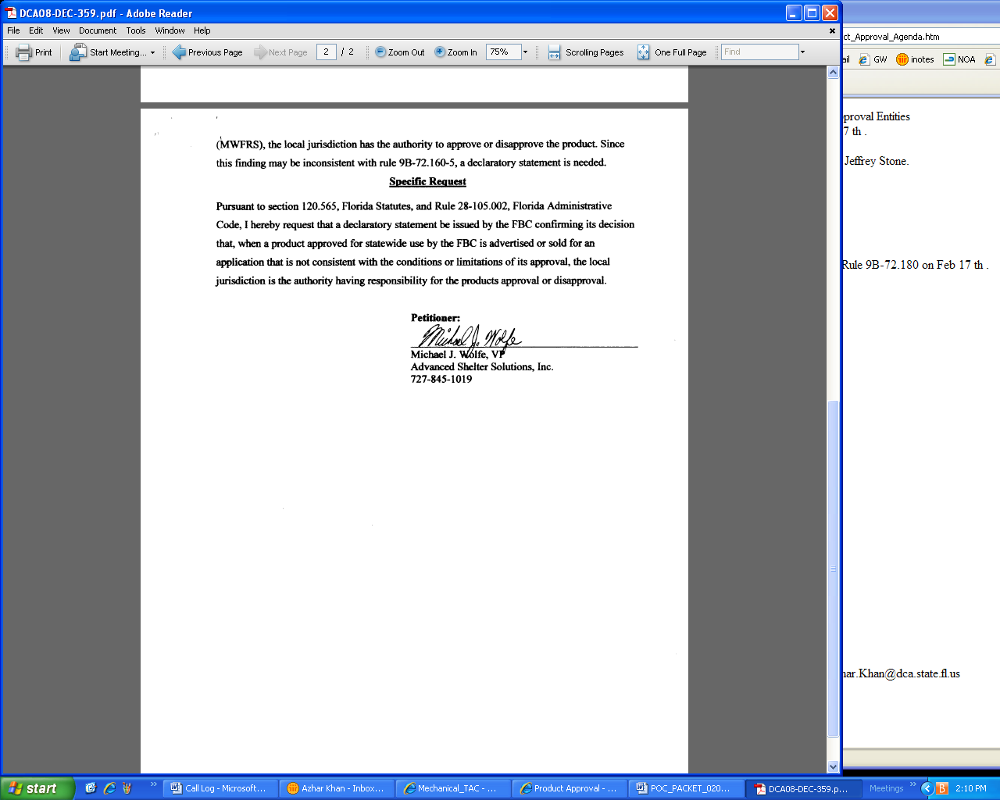 DCA08-DEC-359.pdf - Adobe Reader
File Edit View Document Tools Window Help
Print Start Meeting... Previous Page Next Page 2 / 2 Zoom Out Zoom In 75% Scrolling Pages One Full Page Find
ct_Approval_Agenda.htm
ail GW inotes NOA
(MWFRS), the local jurisdiction has the authority to approve or disapprove the product. Since
this finding may be inconsistent with rule 9B-72.160-5, a declaratory statement is needed.
Specific Request
Pursuant to section 120.565, Florida Statutes, and Rule 28-105.002, Florida Administrative
Code, I hereby request that a declaratory statement be issued by the FBC confirming its decision
that, when a product approved for statewide use by the FBC is advertised or sold for an
application that is not consistent with the conditions or limitations of its approval, the local
jurisdiction is the authority having responsibility for the products approval or disapproval.
Petitioner:
Michael J. Wolfe
Michael J. Wolfe, VP
Advanced Shelter Solutions, Inc.
727-845-1019
proval Entities
7 th .
Jeffrey Stone.
Rule 9B-72.180 on Feb 17 th .
har.Khan@dca.state.fl.us
start Call Log - Microsoft... Azhar Khan - Inbox... Mechanical_TAC - ... Product Approval - ... POC_PACKET_020... DCA08-DEC-359.p... Meetings 2:10 PM